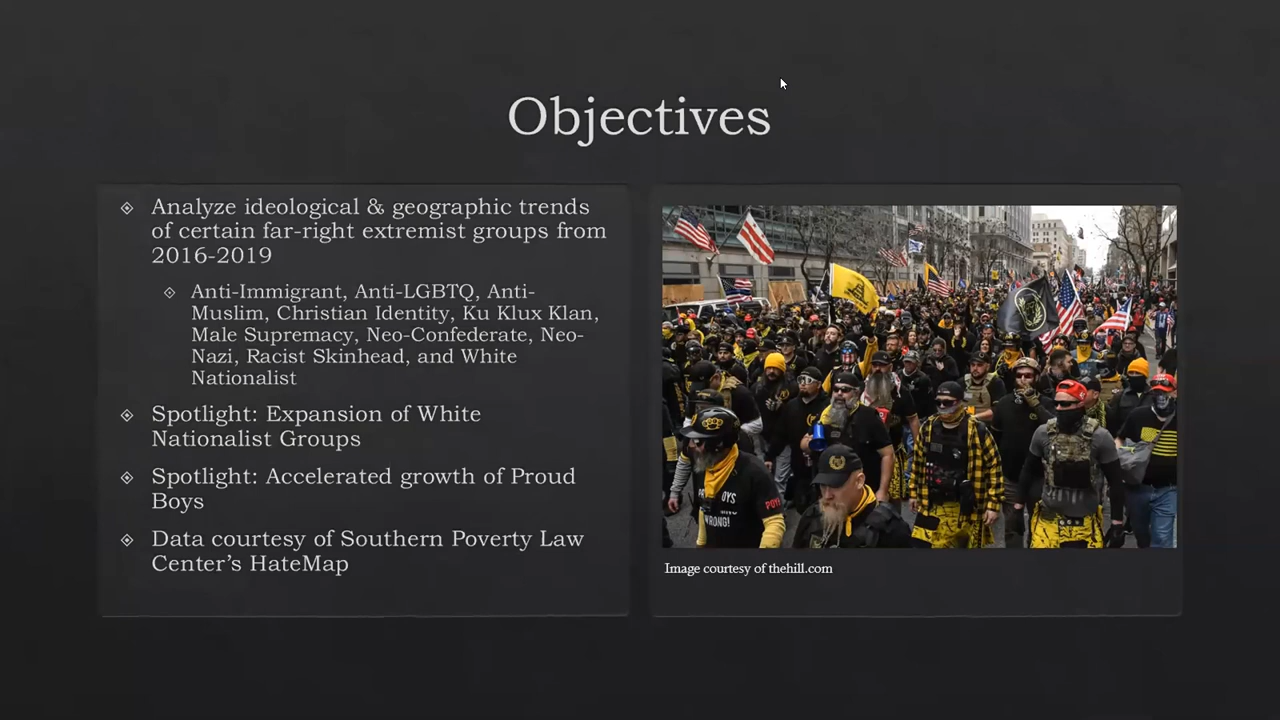 Objectives
Analyze ideological & geographic trends
of certain far-right extremist groups from
2016-2019
Anti-Immigrant, Anti-LGBTQ, Anti-
Muslim, Christian Identity, Ku Klux Klan,
Male Supremacy, Neo-Confederate, Neo-
Nazi, Racist Skinhead, and White
Nationalist
Spotlight: Expansion of White
Nationalist Groups
Spotlight: Accelerated growth of Proud
Boys
Data courtesy of Southern Poverty Law
Center’s HateMap
OYS
WRONG!
Image courtesy of thehill.com